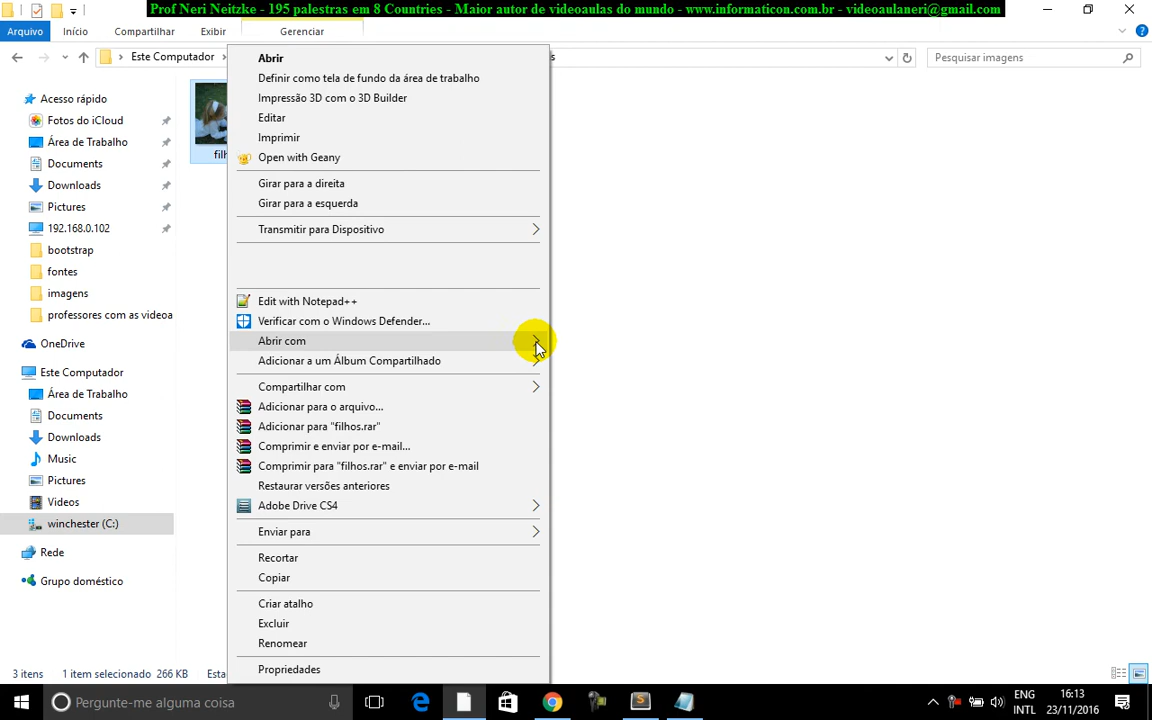 Prof Neri Neitzke - 195 palestras em 8 Countries - Maior autor de videoaulas do mundo - www.informaticon.com.br - videoaulaneri@gmail.com
Arquivo Início Compartilhar Exibir Gerenciar
Este Computador
Pesquisar imagens
Acesso rápido
Fotos do iCloud
Área de Trabalho
Documents
Downloads
Pictures
192.168.0.102
bootstrap
fontes
imagens
professores com as videoa
OneDrive
Este Computador
Área de Trabalho
Documents
Downloads
Music
Pictures
Videos
winchester (C:)
Rede
Grupo doméstico
filh
Abrir
Definir como tela de fundo da área de trabalho
Impressão 3D com o 3D Builder
Editar
Imprimir
Open with Geany
Girar para a direita
Girar para a esquerda
Transmitir para Dispositivo
Edit with Notepad++
Verificar com o Windows Defender...
Abrir com
Adicionar a um Álbum Compartilhado
Compartilhar com
Adicionar para o arquivo...
Adicionar para "filhos.rar"
Comprimir e enviar por e-mail...
Comprimir para "filhos.rar" e enviar por e-mail
Restaurar versões anteriores
Adobe Drive CS4
Enviar para
Recortar
Copiar
Criar atalho
Excluir
Renomear
Propriedades
3 itens 1 item selecionado 266 KB Esta
Pergunte-me alguma coisa
ENG 16:13
INTL 23/11/2016